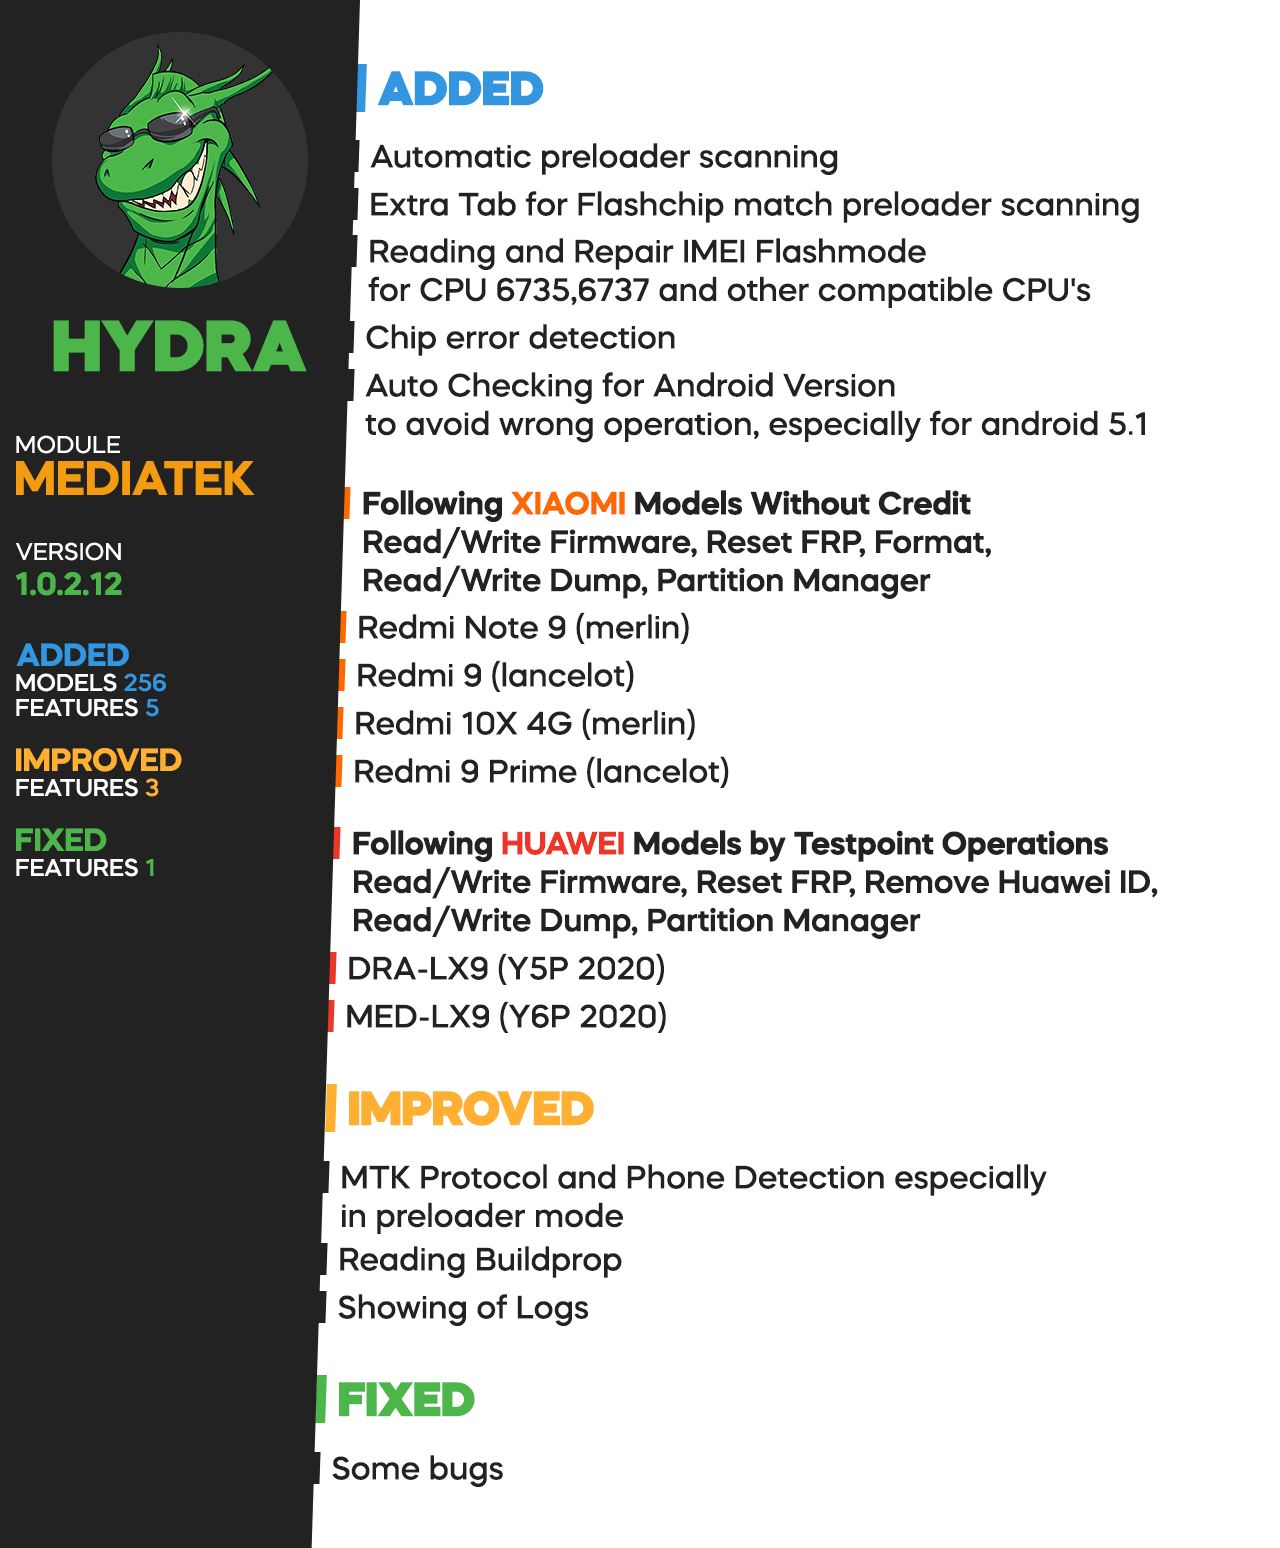 HYDRA
MODULE
MEDIATEK
VERSION
1.0.2.12
ADDED
MODELS 256
FEATURES 5
IMPROVED
FEATURES 3
FIXED
FEATURES 1
ADDED
Automatic preloader scanning
Extra Tab for Flashchip match preloader scanning
Reading and Repair IMEI Flashmode
for CPU 6735,6737 and other compatible CPU's
Chip error detection
Auto Checking for Android Version
to avoid wrong operation, especially for android 5.1
Following XIAOMI Models Without Credit
Read/Write Firmware, Reset FRP, Format,
Read/Write Dump, Partition Manager
Redmi Note 9 (merlin)
Redmi 9 (lancelot)
Redmi 10X 4G (merlin)
Redmi 9 Prime (lancelot)
Following HUAWEI Models by Testpoint Operations
Read/Write Firmware, Reset FRP, Remove Huawei ID,
Read/Write Dump, Partition Manager
DRA-LX9 (Y5P 2020)
MED-LX9 (Y6P 2020)
IMPROVED
MTK Protocol and Phone Detection especially
in preloader mode
Reading Buildprop
Showing of Logs
FIXED
Some bugs